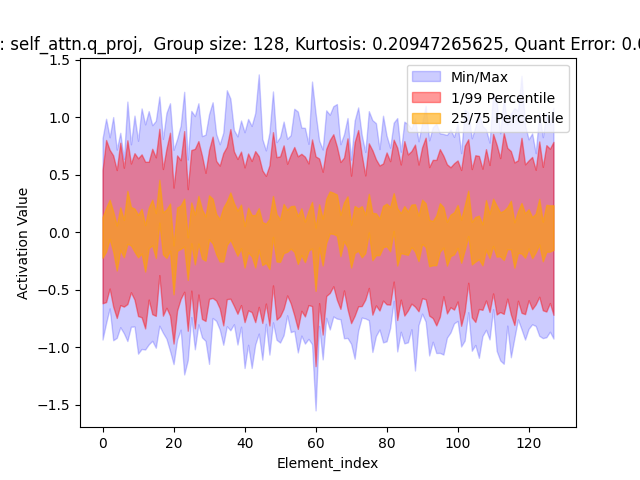 : self_attn.q_proj,  Group size: 128, Kurtosis: 0.20947265625, Quant Error: 0.0
Min/Max
1/99 Percentile
25/75 Percentile
1.5
1.0
0.5
0.0
−0.5
−1.0
−1.5
Activation Value
0
20
40
60
80
100
120
Element_index